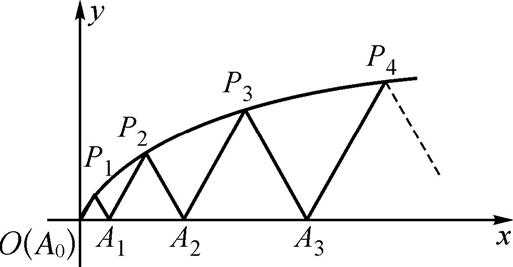 y
P₄
P₃
P₂
P₁
O(A₀) A₁ A₂ A₃ x